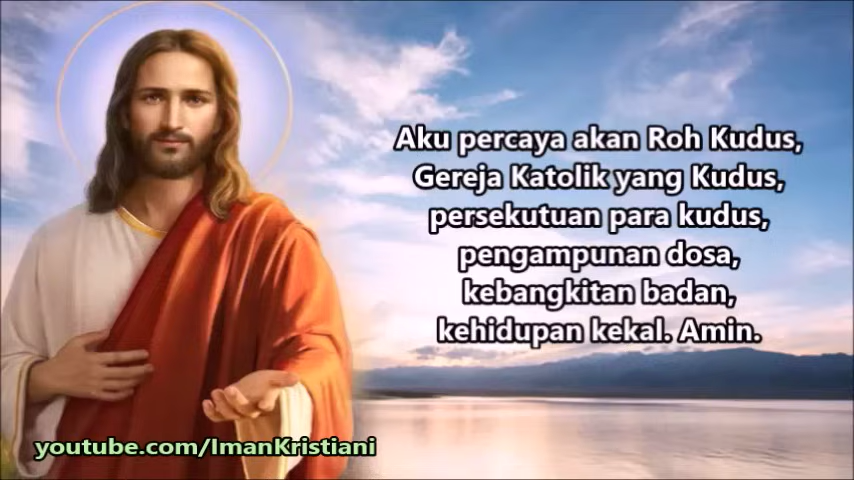 Aku percaya akan Roh Kudus,
Gereja Katolik yang Kudus,
persekutuan para kudus,
pengampunan dosa,
kebangkitan badan,
kehidupan kekal. Amin.
youtube.com/ImanKristiani